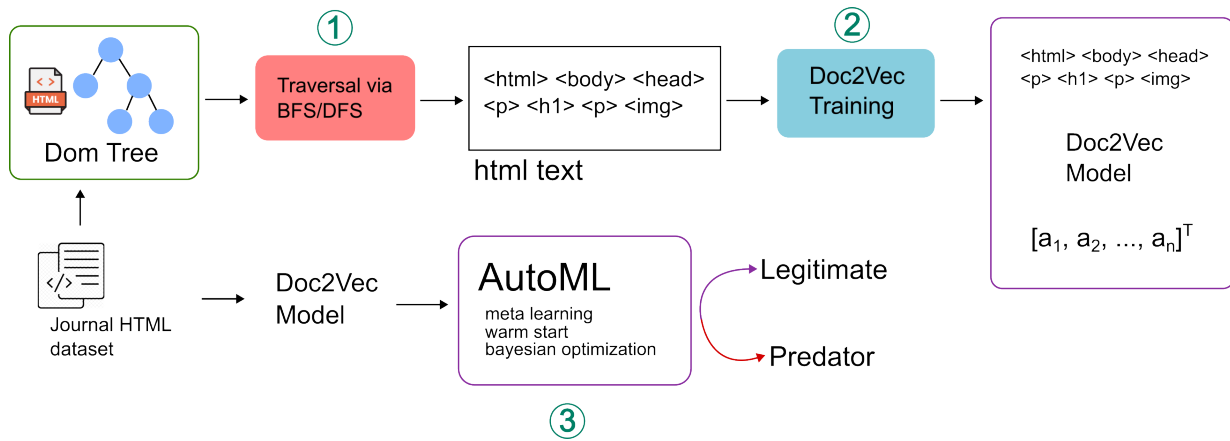 ①
②
HTML
Dom Tree
Traversal via
BFS/DFS
<html> <body> <head>
<p> <h1> <p> <img>
html text
Doc2Vec
Training
<html> <body> <head>
<p> <h1> <p> <img>
Doc2Vec
Model
[a1, a2, ..., an]T
Journal HTML
dataset
Doc2Vec
Model
AutoML
meta learning
warm start
bayesian optimization
Legitimate
Predator
③